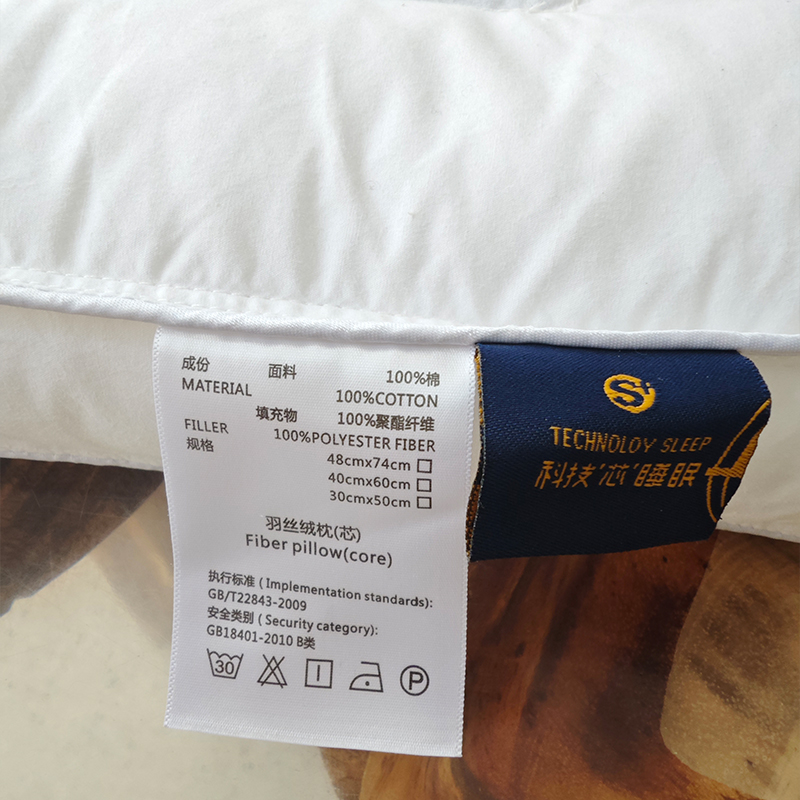 成份 面料 100%棉
MATERIAL 100%COTTON
填充物 100%聚酯纤维
FILLER 100%POLYESTER FIBER
规格 48cmx74cm
40cmx60cm
30cmx50cm
羽丝绒枕(芯)
Fiber pillow(core)
执行标准 ( Implementation standards):
GB/T22843-2009
安全类别 ( Security category):
GB18401-2010 B类
30 P
S
TECHNOLOY SLEEP
科技'芯'睡眠